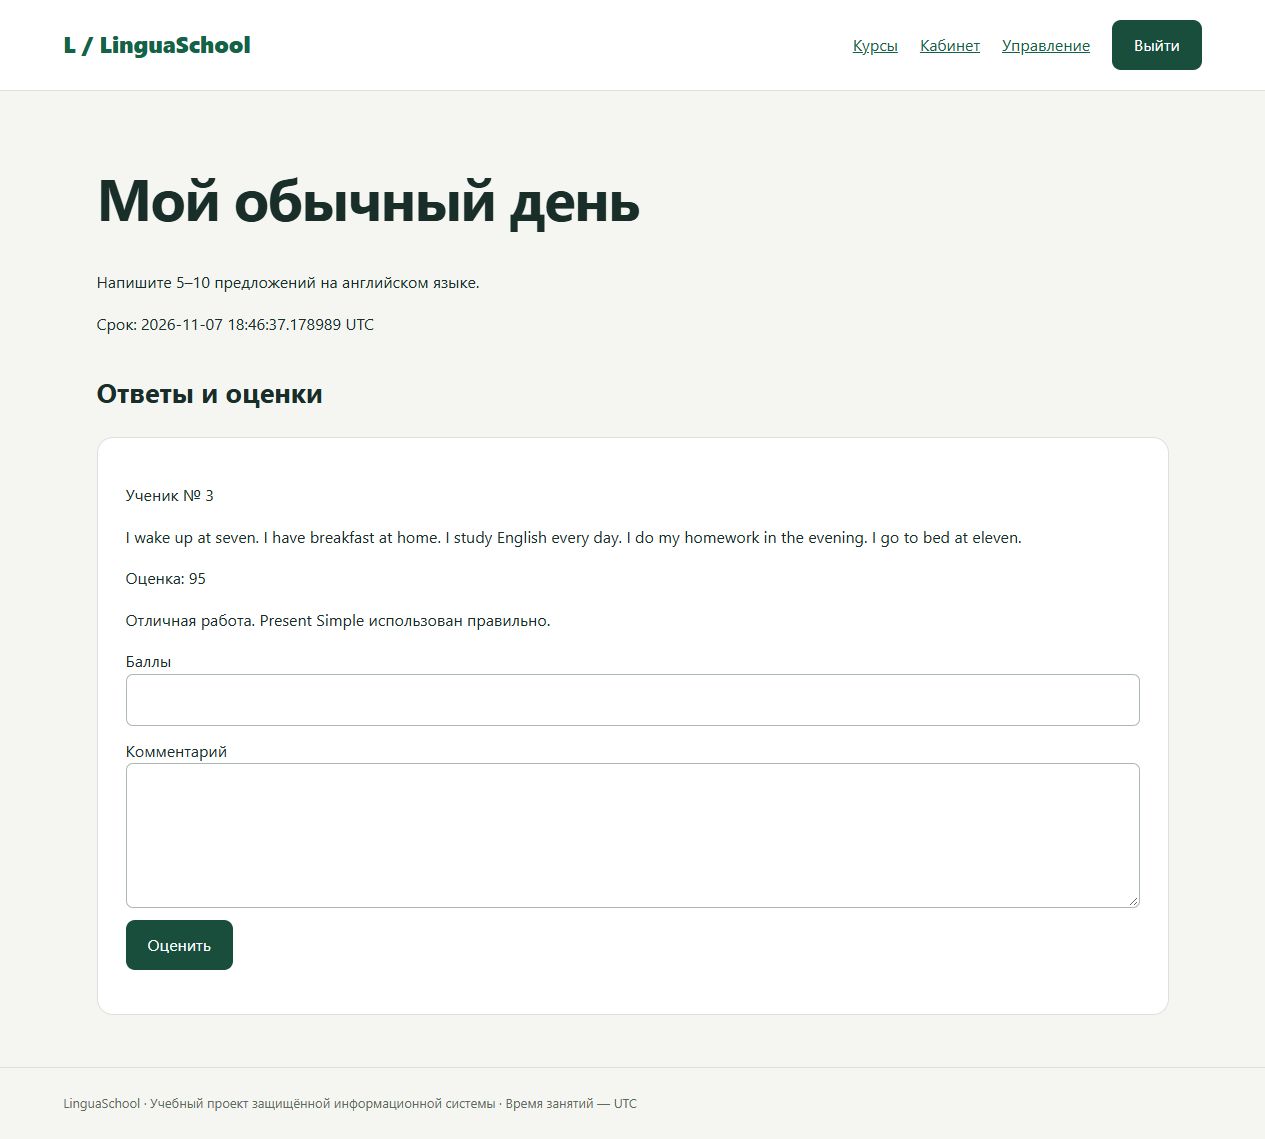 L / LinguaSchool
Курсы
Кабинет
Управление
Выйти
Мой обычный день
Напишите 5–10 предложений на английском языке.
Срок: 2026-11-07 18:46:37.178989 UTC
Ответы и оценки
Ученик № 3
I wake up at seven. I have breakfast at home. I study English every day. I do my homework in the evening. I go to bed at eleven.
Оценка: 95
Отличная работа. Present Simple использован правильно.
Баллы
Комментарий
Оценить
LinguaSchool · Учебный проект защищённой информационной системы · Время занятий — UTC